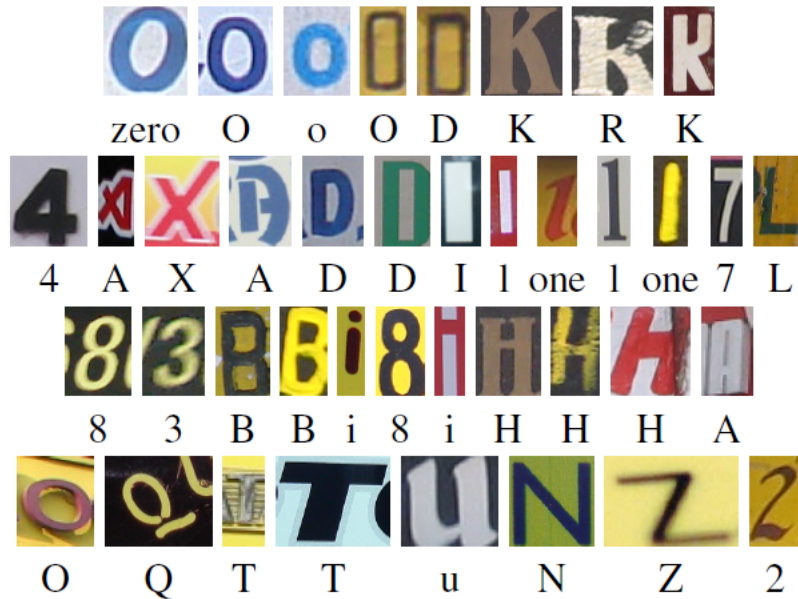 zero O o O D K R K
4 A X A D D I l one l one 7 L
8 3 B B i 8 i H H H A
O Q T T u N Z 2